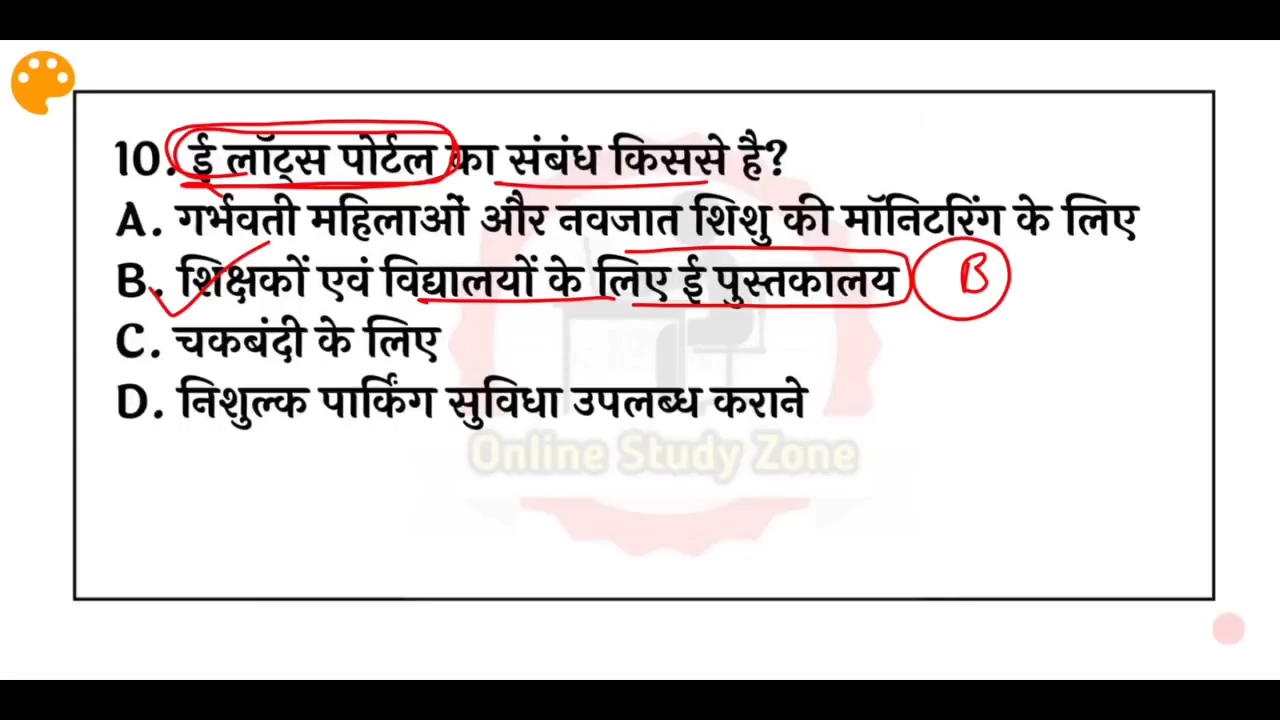 10. ई लॉट्स पोर्टल का संबंध किससे है?
A. गर्भवती महिलाओं और नवजात शिशु की मॉनिटरिंग के लिए
B. शिक्षकों एवं विद्यालयों के लिए ई पुस्तकालय B
C. चकबंदी के लिए
D. निशुल्क पार्किंग सुविधा उपलब्ध कराने
Online Study Zone